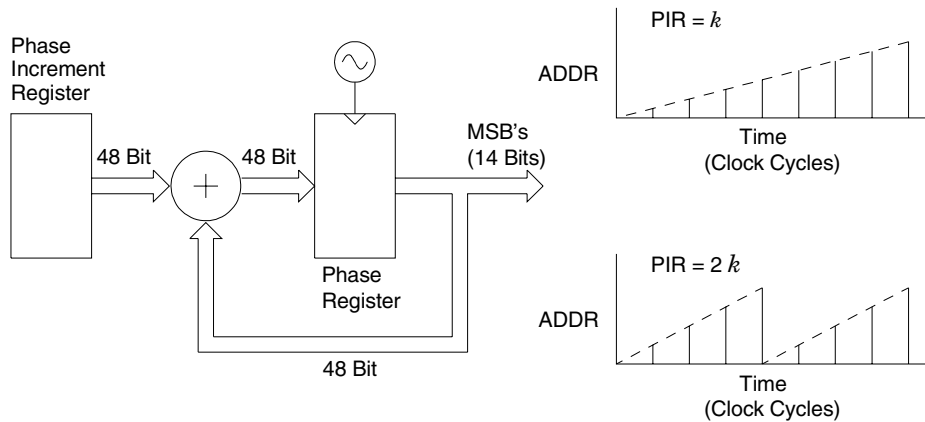 Phase
Increment
Register
48 Bit
48 Bit
MSB's
(14 Bits)
Phase
Register
48 Bit
PIR = k
ADDR
Time
(Clock Cycles)
PIR = 2 k
ADDR
Time
(Clock Cycles)